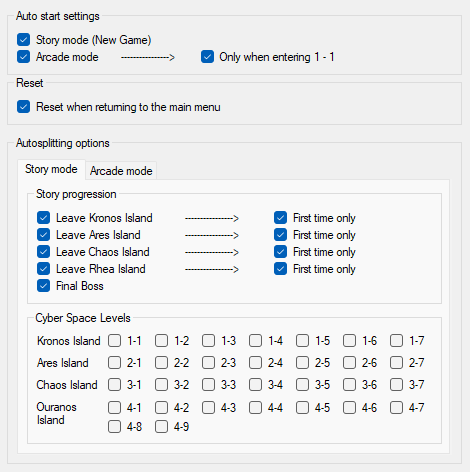 Auto start settings
Story mode (New Game)
Arcade mode ----------------> Only when entering 1 - 1
Reset
Reset when returning to the main menu
Autosplitting options
Story mode Arcade mode
Story progression
Leave Kronos Island ----------------> First time only
Leave Ares Island ----------------> First time only
Leave Chaos Island ----------------> First time only
Leave Rhea Island ----------------> First time only
Final Boss
Cyber Space Levels
Kronos Island 1-1 1-2 1-3 1-4 1-5 1-6 1-7
Ares Island 2-1 2-2 2-3 2-4 2-5 2-6 2-7
Chaos Island 3-1 3-2 3-3 3-4 3-5 3-6 3-7
Ouranos 4-1 4-2 4-3 4-4 4-5 4-6 4-7
Island 4-8 4-9